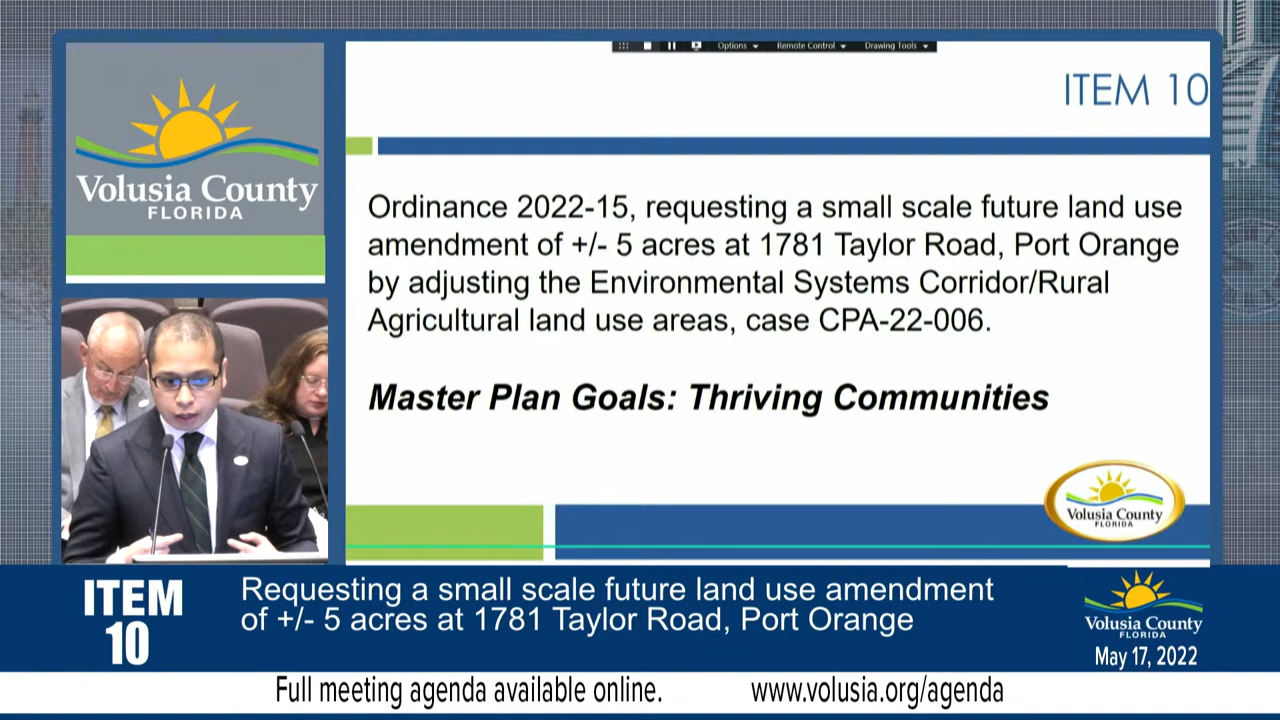 Options
Remote Control
Drawing Tools
ITEM 10
Volusia County
FLORIDA
Ordinance 2022-15, requesting a small scale future land use
amendment of +/- 5 acres at 1781 Taylor Road, Port Orange
by adjusting the Environmental Systems Corridor/Rural
Agricultural land use areas, case CPA-22-006.
Master Plan Goals: Thriving Communities
Volusia County
FLORIDA
ITEM
10
Requesting a small scale future land use amendment
of +/- 5 acres at 1781 Taylor Road, Port Orange
Volusia County
FLORIDA
May 17, 2022
Full meeting agenda available online.
www.volusia.org/agenda